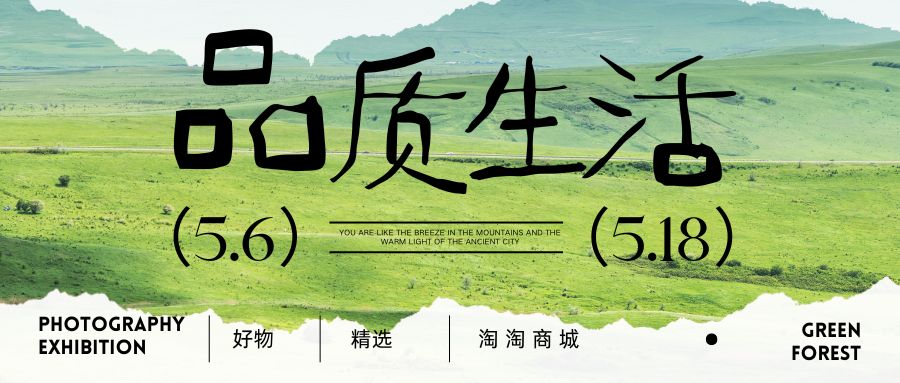 品质生活
(5.6)
YOU ARE LIKE THE BREEZE IN THE MOUNTAINS AND THE
WARM LIGHT OF THE ANCIENT CITY
(5.18)
PHOTOGRAPHY
EXHIBITION
好物
精选
淘淘商城
GREEN
FOREST